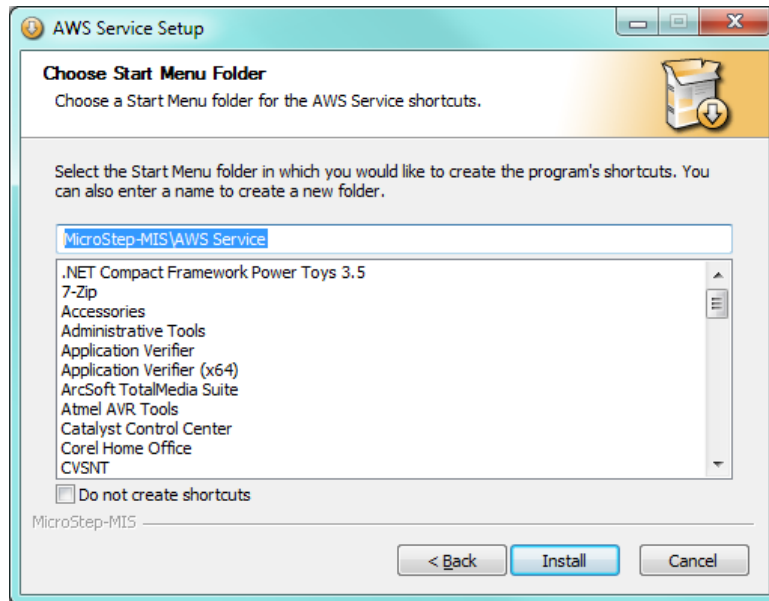 AWS Service Setup
Choose Start Menu Folder
Choose a Start Menu folder for the AWS Service shortcuts.
Select the Start Menu folder in which you would like to create the program's shortcuts. You
can also enter a name to create a new folder.
MicroStep-MIS\AWS Service
.NET Compact Framework Power Toys 3.5
7-Zip
Accessories
Administrative Tools
Application Verifier
Application Verifier (x64)
ArcSoft TotalMedia Suite
Atmel AVR Tools
Catalyst Control Center
Corel Home Office
CVSNT
Do not create shortcuts
MicroStep-MIS
< Back Install Cancel